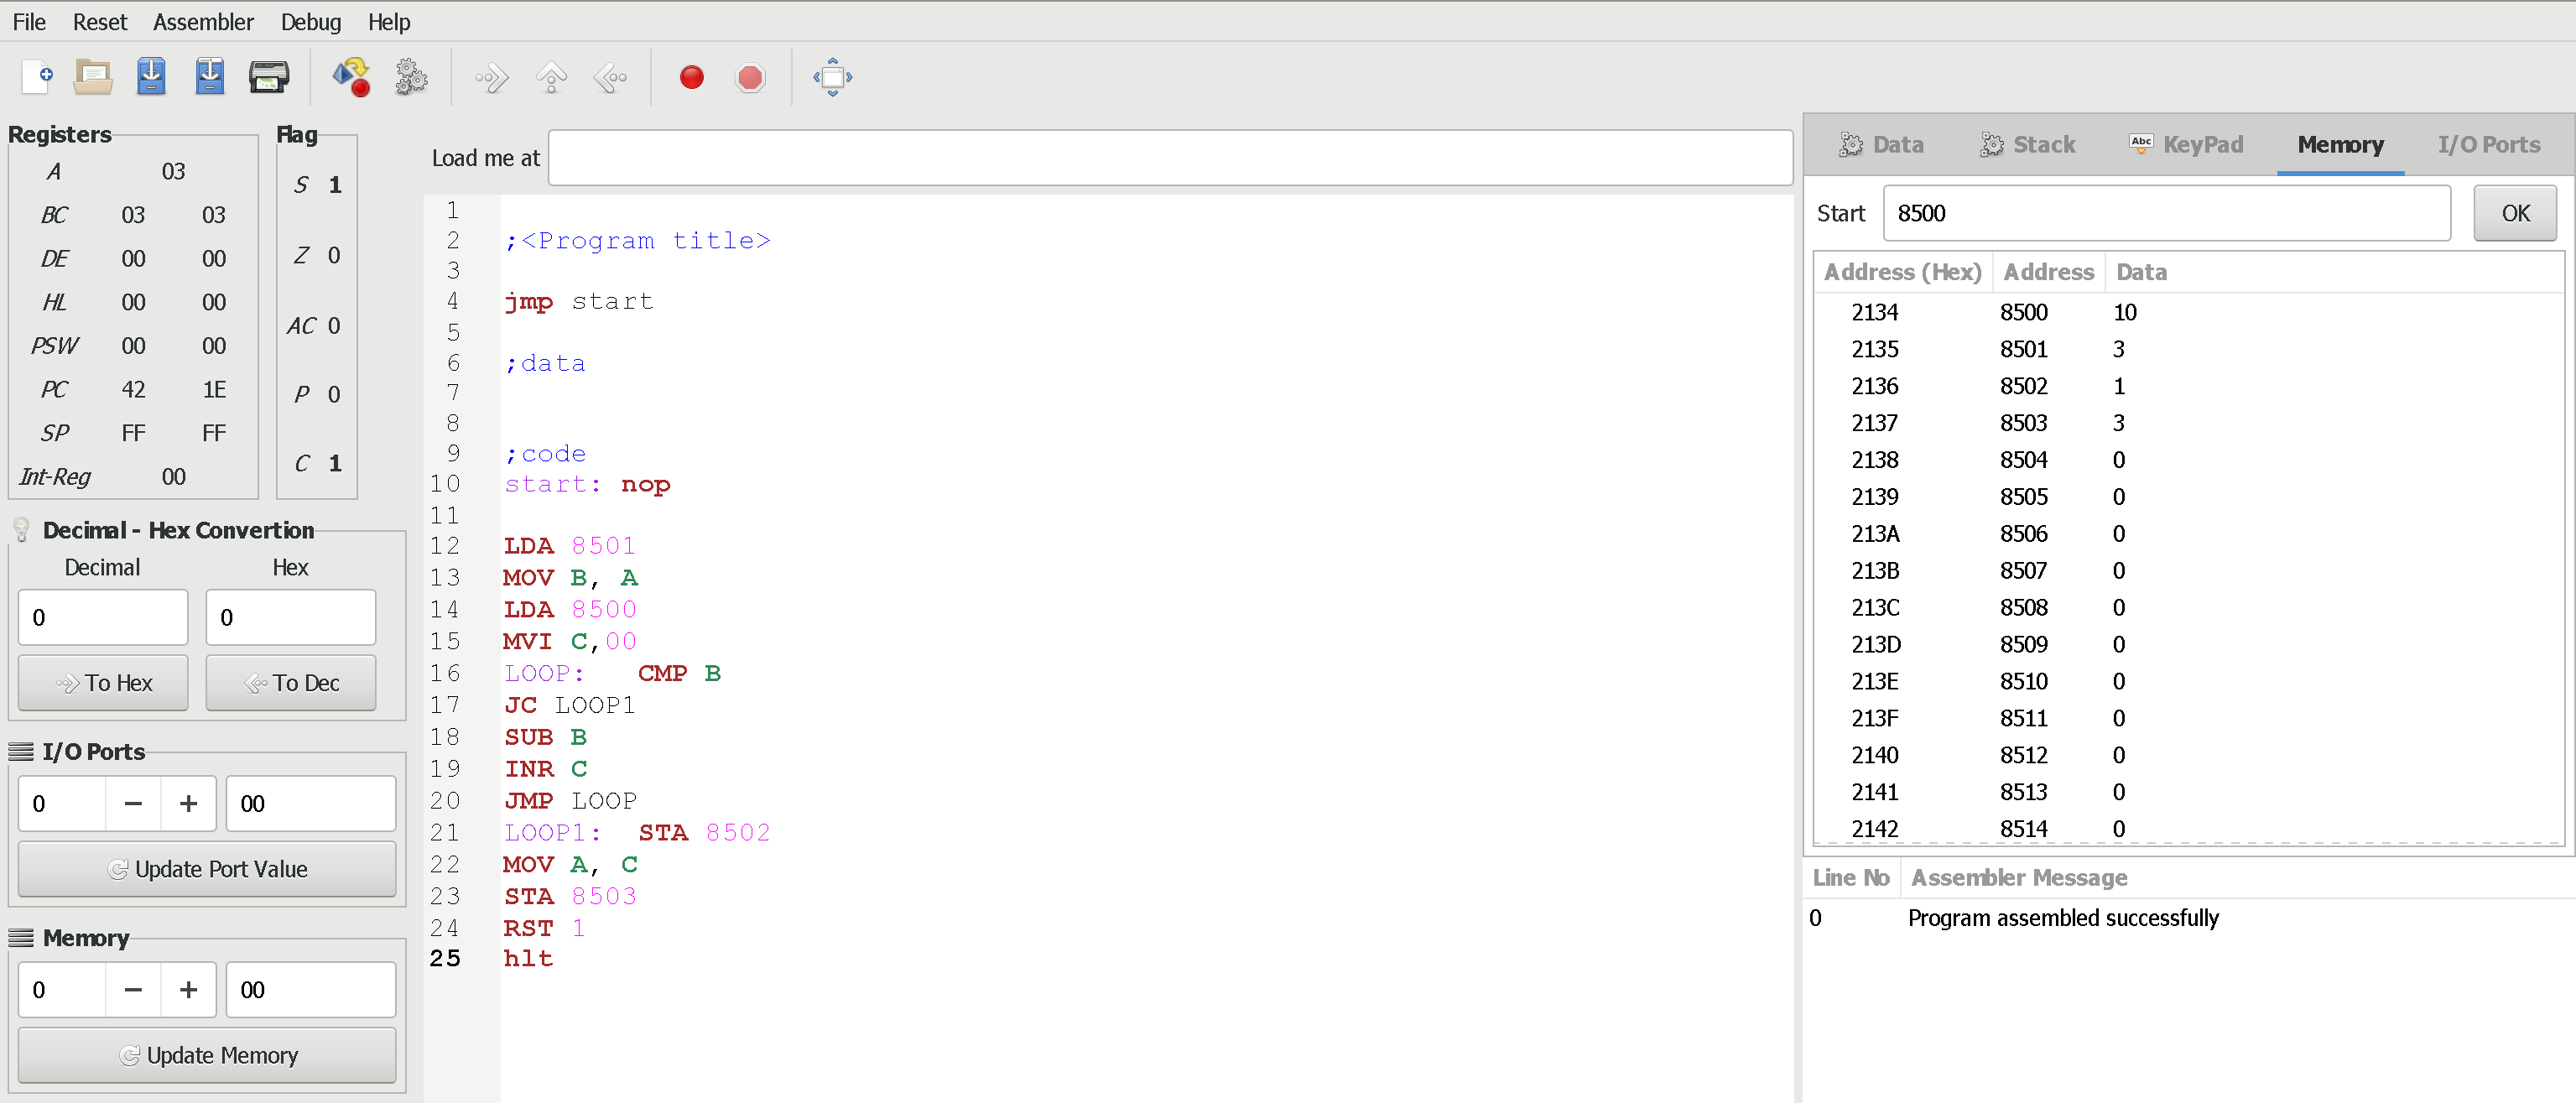 File Reset Assembler Debug Help
Registers
A 03
BC 03 03
DE 00 00
HL 00 00
PSW 00 00
PC 42 1E
SP FF FF
Int-Reg 00
Flag
S 1
Z 0
AC 0
P 0
C 1
Decimal - Hex Convertion
Decimal Hex
0 0
To Hex To Dec
I/O Ports
0 − + 00
Update Port Value
Memory
0 − + 00
Update Memory
Load me at
1
2 ;<Program title>
3
4 jmp start
5
6 ;data
7
8
9 ;code
10 start: nop
11
12 LDA 8501
13 MOV B, A
14 LDA 8500
15 MVI C,00
16 LOOP: CMP B
17 JC LOOP1
18 SUB B
19 INR C
20 JMP LOOP
21 LOOP1: STA 8502
22 MOV A, C
23 STA 8503
24 RST 1
25 hlt
Data Stack Abc KeyPad Memory I/O Ports
Start 8500 OK
Address (Hex) Address Data
2134 8500 10
2135 8501 3
2136 8502 1
2137 8503 3
2138 8504 0
2139 8505 0
213A 8506 0
213B 8507 0
213C 8508 0
213D 8509 0
213E 8510 0
213F 8511 0
2140 8512 0
2141 8513 0
2142 8514 0
Line No Assembler Message
0 Program assembled successfully